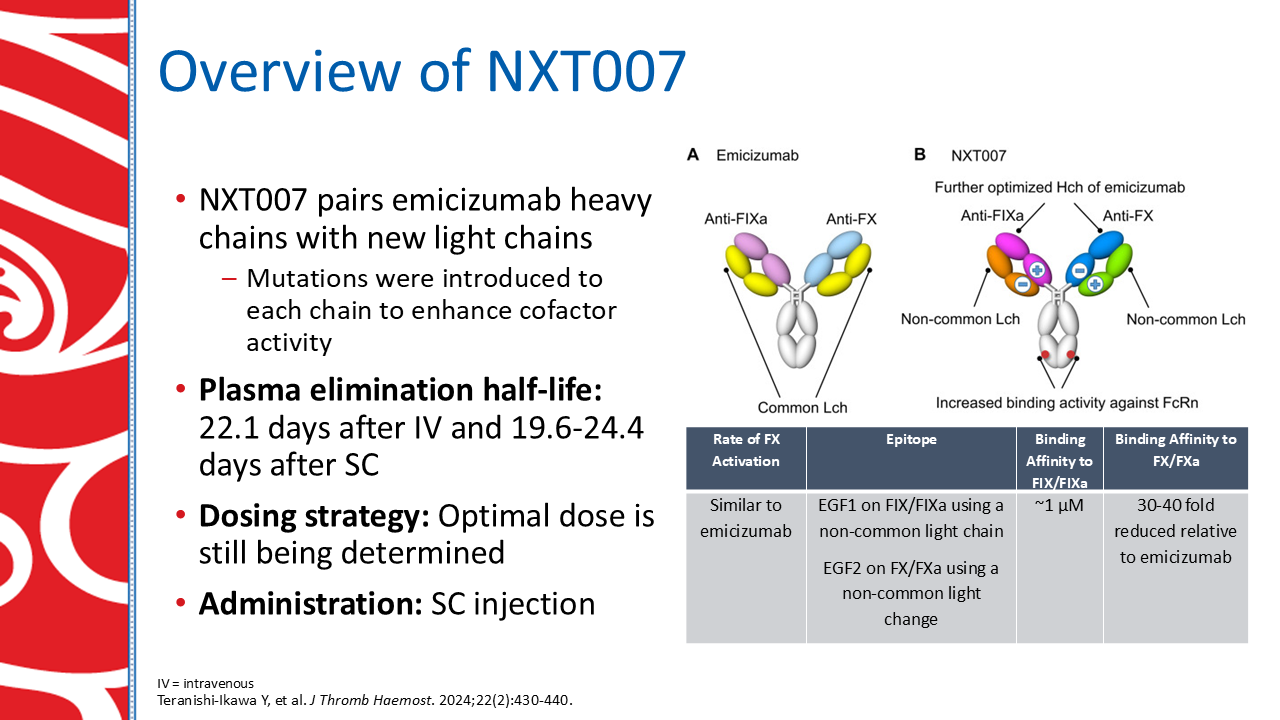 Overview of NXT007
• NXT007 pairs emicizumab heavy
chains with new light chains
– Mutations were introduced to
each chain to enhance cofactor
activity
• Plasma elimination half-life:
22.1 days after IV and 19.6-24.4
days after SC
• Dosing strategy: Optimal dose is
still being determined
• Administration: SC injection
A Emicizumab
Anti-FIXa Anti-FX
Common Lch
B NXT007
Further optimized Hch of emicizumab
Anti-FIXa Anti-FX
+ − − +
Non-common Lch Non-common Lch
Increased binding activity against FcRn
Rate of FX
Activation
Epitope
Binding
Affinity to
FIX/FIXa
Binding Affinity to
FX/FXa
Similar to
emicizumab
EGF1 on FIX/FIXa using a
non-common light chain
EGF2 on FX/FXa using a
non-common light
change
~1 µM
30-40 fold
reduced relative
to emicizumab
IV = intravenous
Teranishi-Ikawa Y, et al. J Thromb Haemost. 2024;22(2):430-440.